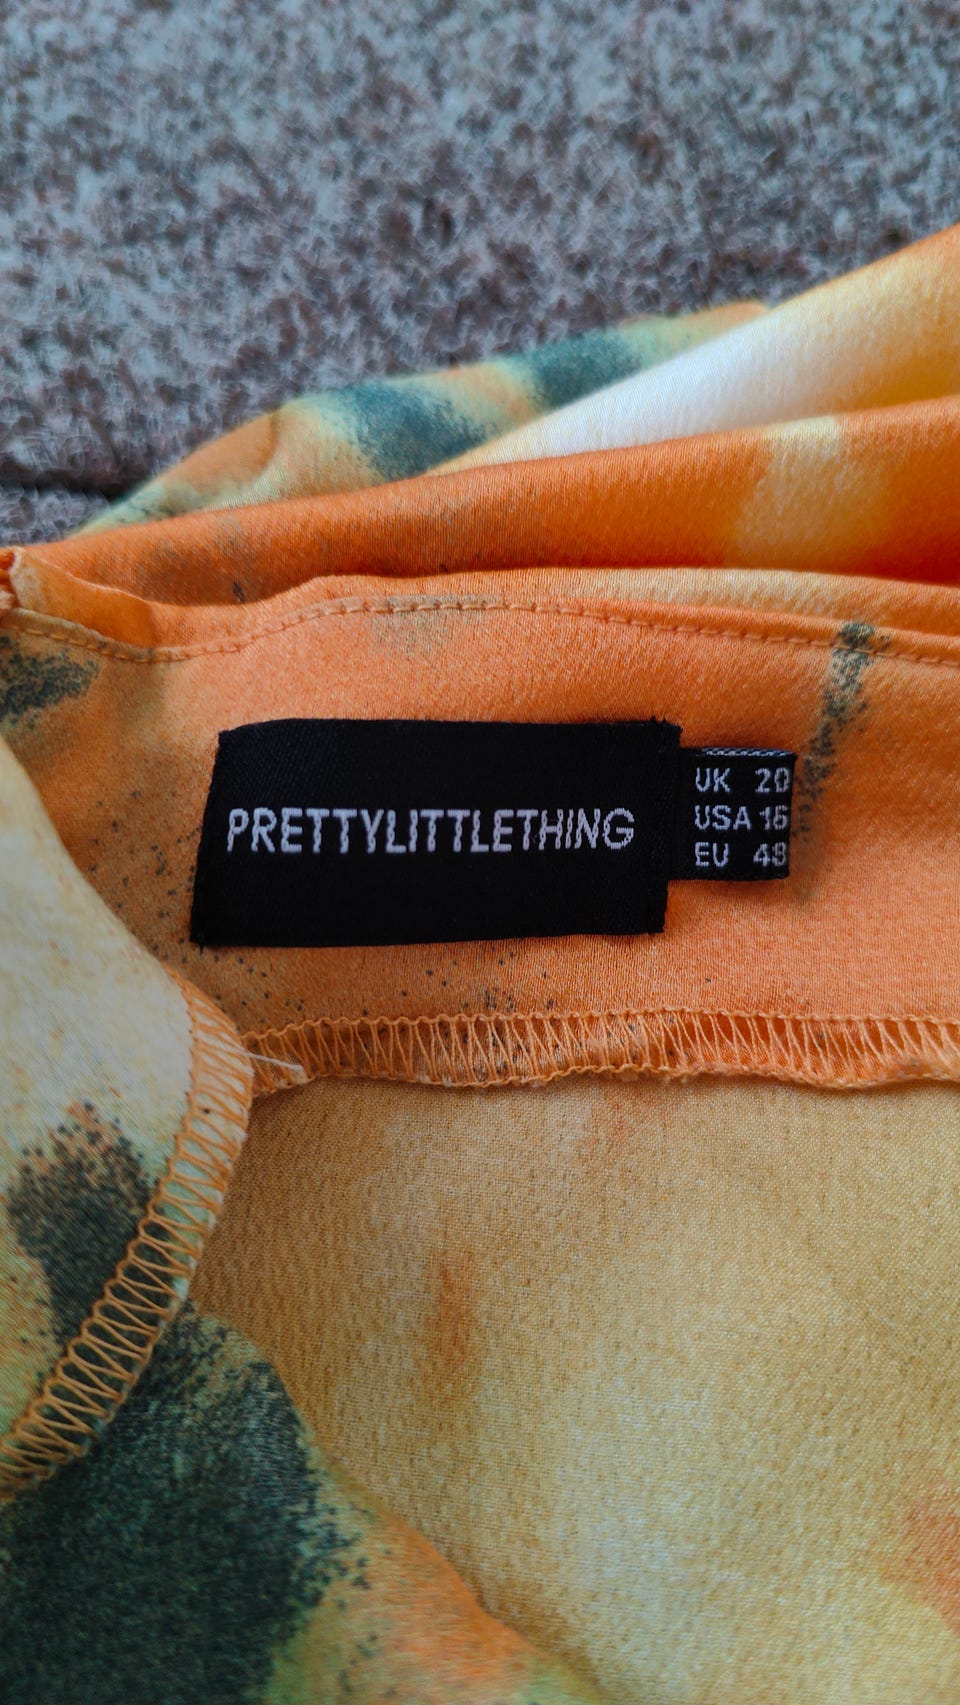 PRETTYLITTLETHING
UK 20
USA 16
EU 48